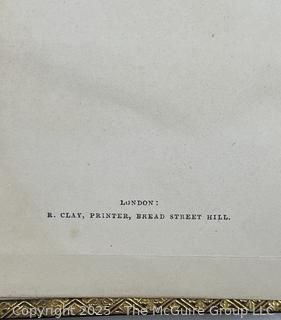 LONDON:
R. CLAY, PRINTER, BREAD STREET HILL.
Copyright 2025 - The McGuire Group LLC